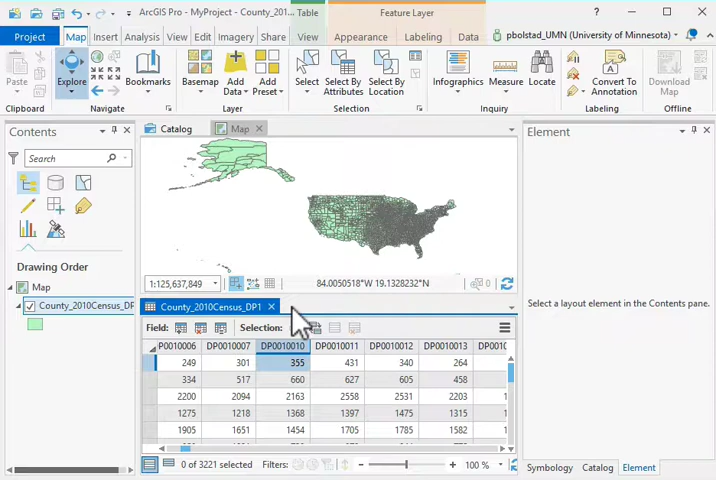 ArcGIS Pro - MyProject - County_201...
Table
Feature Layer
?
Project
Map
Insert
Analysis
View
Edit
Imagery
Share
View
Appearance
Labeling
Data
pbolstad_UMN (University of Minnesota)
Paste
Explore
Bookmarks
Basemap
Add Data
Add Preset
Select
Select By Attributes
Select By Location
Infographics
Measure
Locate
Convert To Annotation
Download Map
Clipboard
Navigate
Layer
Selection
Inquiry
Labeling
Offline
Contents
Search
Drawing Order
Map
County_2010Census_DP
Catalog
Map
1:125,637,849
84.0050518°W 19.1328232°N
0
County_2010Census_DP1
Field:
Selection:
P0010006 DP0010007 DP0010010 DP0010011 DP0010012 DP0010013 DP0010
249 301 355 431 340 264
334 517 660 627 605 458
2200 2094 2163 2558 2531 2203
1275 1218 1368 1397 1475 1315
1905 1651 1454 1705 1785 1582
0 of 3221 selected
Filters:
- + 100 %
Element
Select a layout element in the Contents pane.
Symbology
Catalog
Element